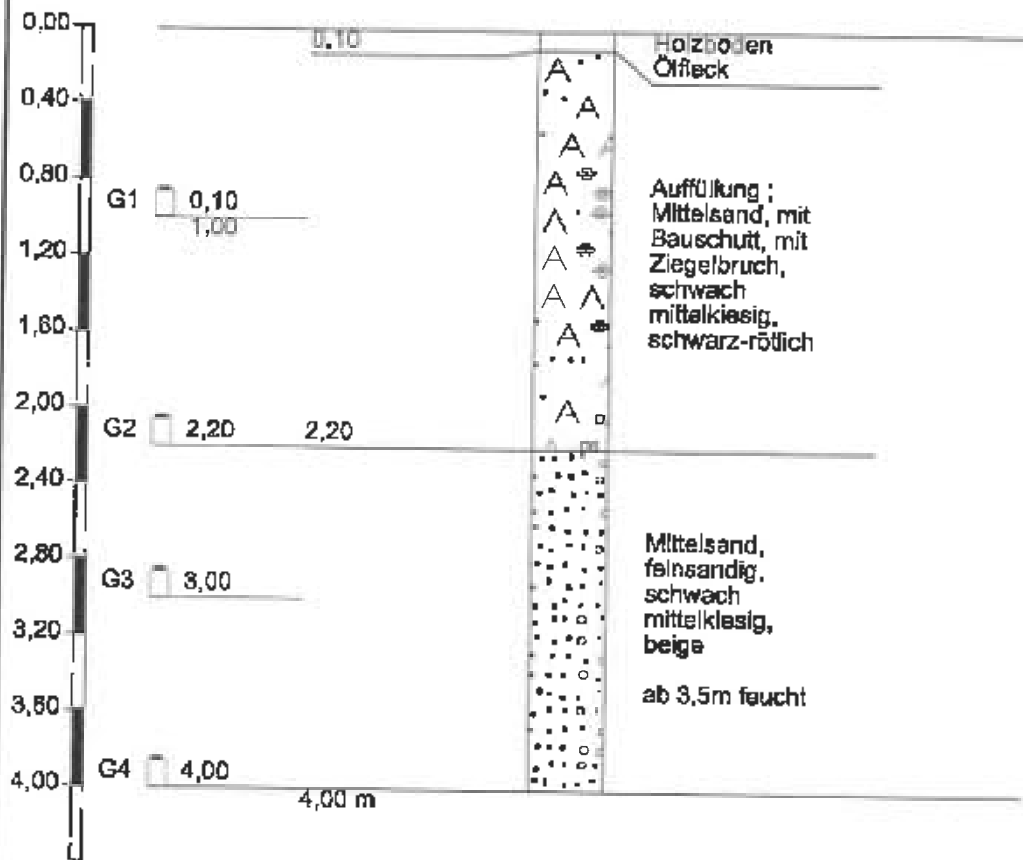 0,00
0,10
Holzboden
Ölfleck
0,40
0,80
G1 0,10
1,00
Auffüllung ;
Mittelsand, mit
Bauschutt, mit
Ziegelbruch,
schwach
mittelkiesig,
schwarz-rötlich
1,20
1,60
2,00
G2 2,20 2,20
2,40
2,80
Mittelsand,
feinsandig,
schwach
mittelkiesig,
beige
G3 3,00
3,20
ab 3,5m feucht
3,60
4,00
G4 4,00
4,00 m